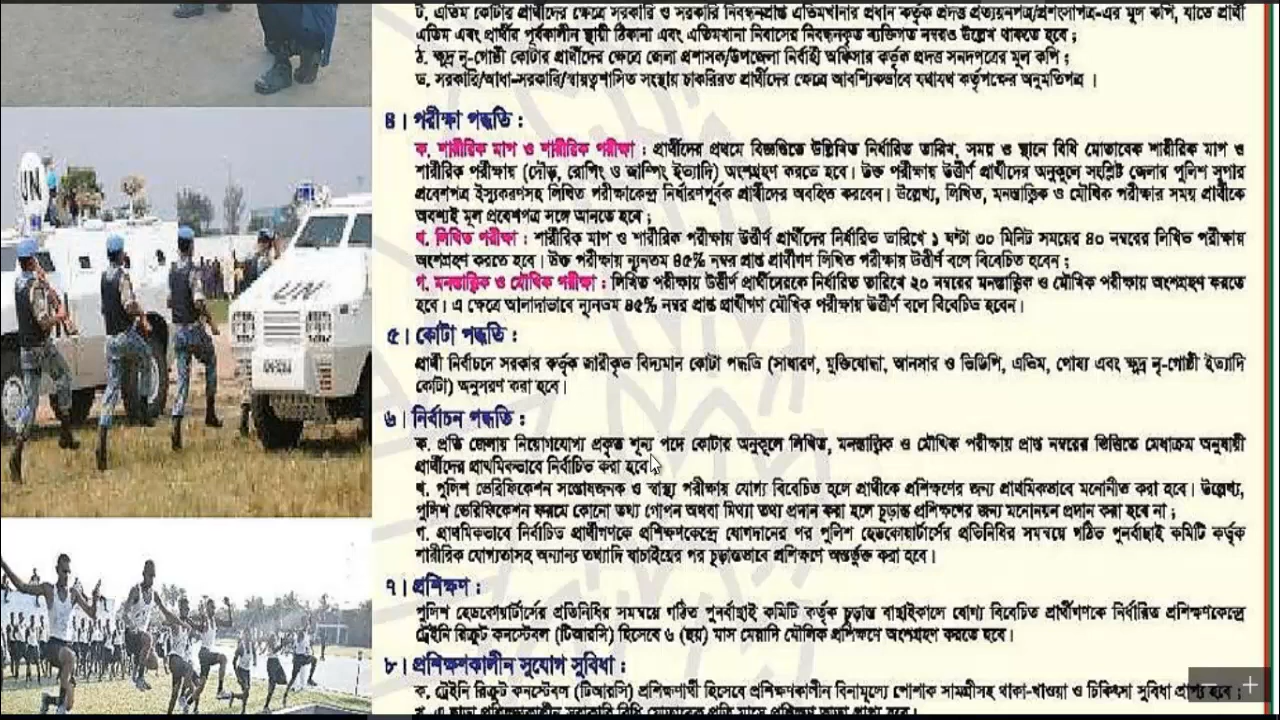 ট. এতিম কোটার প্রার্থীদের ক্ষেত্রে সরকারি ও সরকারি নিবন্ধনপ্রাপ্ত এতিমখানার প্রধান কর্তৃক প্রদত্ত প্রত্যয়নপত্র/প্রশংসাপত্র-এর মূল কপি, যাতে প্রার্থী
এতিম এবং প্রার্থীর পূর্বকালীন স্থায়ী ঠিকানা এবং এতিমখানা নিবাসের নিবন্ধনকৃত ব্যক্তিগত নম্বরও উল্লেখ থাকতে হবে ;
ঠ. ক্ষুদ্র নৃ-গোষ্ঠী কোটার প্রার্থীদের ক্ষেত্রে জেলা প্রশাসক/উপজেলা নির্বাহী অফিসার কর্তৃক প্রদত্ত সনদপত্রের মূল কপি ;
ড. সরকারি/আধা-সরকারি/স্বায়ত্বশাসিত সংস্থায় চাকরিরত প্রার্থীদের ক্ষেত্রে আবশ্যিকভাবে যথাযথ কর্তৃপক্ষের অনুমতিপত্র ।
৪। পরীক্ষা পদ্ধতি :
ক. শারীরিক মাপ ও শারীরিক পরীক্ষা : প্রার্থীদের প্রথমে বিজ্ঞপ্তিতে উল্লিখিত নির্ধারিত তারিখ, সময় ও স্থানে বিধি মোতাবেক শারীরিক মাপ ও
শারীরিক পরীক্ষায় (দৌড়, রোপিং ও জাম্পিং ইত্যাদি) অংশগ্রহণ করতে হবে। উক্ত পরীক্ষায় উত্তীর্ণ প্রার্থীদের অনুকূলে সংশ্লিষ্ট জেলার পুলিশ সুপার
প্রবেশপত্র ইস্যুকরণসহ লিখিত পরীক্ষাকেন্দ্র নির্ধারণপূর্বক প্রার্থীদের অবহিত করবেন। উল্লেখ্য, লিখিত, মনস্তাত্ত্বিক ও মৌখিক পরীক্ষার সময় প্রার্থীকে
অবশ্যই মূল প্রবেশপত্র সঙ্গে আনতে হবে ;
খ. লিখিত পরীক্ষা : শারীরিক মাপ ও শারীরিক পরীক্ষায় উত্তীর্ণ প্রার্থীদের নির্ধারিত তারিখে ১ ঘন্টা ৩০ মিনিট সময়ের ৪০ নম্বরের লিখিত পরীক্ষায়
অংশগ্রহণ করতে হবে। উক্ত পরীক্ষায় ন্যূনতম ৪৫% নম্বর প্রাপ্ত প্রার্থীগণ লিখিত পরীক্ষায় উত্তীর্ণ বলে বিবেচিত হবেন ;
গ. মনস্তাত্ত্বিক ও মৌখিক পরীক্ষা : লিখিত পরীক্ষায় উত্তীর্ণ প্রার্থীদেরকে নির্ধারিত তারিখে ২০ নম্বরের মনস্তাত্ত্বিক ও মৌখিক পরীক্ষায় অংশগ্রহণ করতে
হবে। এ ক্ষেত্রে আলাদাভাবে ন্যূনতম ৪৫% নম্বর প্রাপ্ত প্রার্থীগণ মৌখিক পরীক্ষায় উত্তীর্ণ বলে বিবেচিত হবেন।
৫। কোটা পদ্ধতি :
প্রার্থী নির্বাচনে সরকার কর্তৃক জারীকৃত বিদ্যমান কোটা পদ্ধতি (সাধারণ, মুক্তিযোদ্ধা, আনসার ও ভিডিপি, এতিম, পোষ্য এবং ক্ষুদ্র নৃ-গোষ্ঠী ইত্যাদি
কোটা) অনুসরণ করা হবে।
৬। নির্বাচন পদ্ধতি :
ক. প্রতি জেলায় নিয়োগযোগ্য প্রকৃত শূন্য পদে কোটার অনুকূলে লিখিত, মনস্তাত্ত্বিক ও মৌখিক পরীক্ষায় প্রাপ্ত নম্বরের ভিত্তিতে মেধাক্রম অনুযায়ী
প্রার্থীদের প্রাথমিকভাবে নির্বাচিত করা হবে
খ. পুলিশ ভেরিফিকেশন সন্তোষজনক ও স্বাস্থ্য পরীক্ষায় যোগ্য বিবেচিত হলে প্রার্থীকে প্রশিক্ষণের জন্য প্রাথমিকভাবে মনোনীত করা হবে। উল্লেখ্য,
পুলিশ ভেরিফিকেশন ফরমে কোনো তথ্য গোপন অথবা মিথ্যা তথ্য প্রদান করা হলে চূড়ান্ত প্রশিক্ষণের জন্য মনোনয়ন প্রদান করা হবে না ;
গ. প্রাথমিকভাবে নির্বাচিত প্রার্থীগণকে প্রশিক্ষণকেন্দ্রে যোগদানের পর পুলিশ হেডকোয়ার্টার্সের প্রতিনিধির সমন্বয়ে গঠিত পুনর্বাছাই কমিটি কর্তৃক
শারীরিক যোগ্যতাসহ অন্যান্য তথ্যাদি যাচাইয়ের পর চূড়ান্তভাবে প্রশিক্ষণে অন্তর্ভুক্ত করা হবে।
৭। প্রশিক্ষণ :
পুলিশ হেডকোয়ার্টার্সের প্রতিনিধির সমন্বয়ে গঠিত পুনর্বাছাই কমিটি কর্তৃক চূড়ান্ত বাছাইকালে যোগ্য বিবেচিত প্রার্থীগণকে নির্ধারিত প্রশিক্ষণকেন্দ্রে
ট্রেইনি রিক্রুট কনস্টেবল (টিআরসি) হিসেবে ৬ (ছয়) মাস মেয়াদি মৌলিক প্রশিক্ষণে অংশগ্রহণ করতে হবে।
৮। প্রশিক্ষণকালীন সুযোগ সুবিধা :
ক. ট্রেইনি রিক্রুট কনস্টেবল (টিআরসি) প্রশিক্ষণার্থী হিসেবে প্রশিক্ষণকালীন বিনামূল্যে পোশাক সামগ্রীসহ থাকা-খাওয়া ও চিকিৎসা সুবিধা প্রাপ্য হবে ;
UN
UN